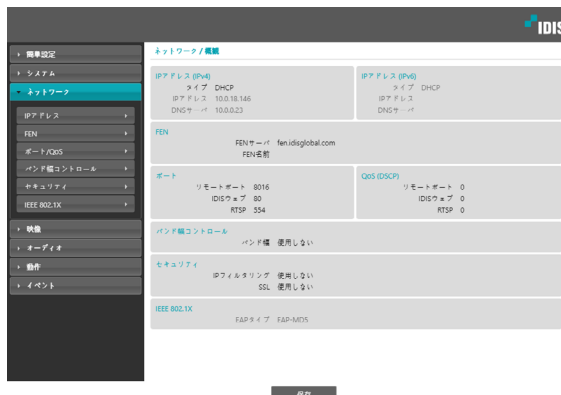 IDIS
簡単設定
システム
ネットワーク
IPアドレス
FEN
ポート/QoS
バンド幅コントロール
セキュリティ
IEEE 802.1X
映像
オーディオ
動作
イベント
ネットワーク / 概観
IPアドレス (IPv4)
タイプ DHCP
IPアドレス 10.0.18.146
DNSサーバ 10.0.0.23
IPアドレス (IPv6)
タイプ DHCP
IPアドレス
DNSサーバ
FEN
FENサーバ fen.idisglobal.com
FEN名前
ポート
リモートポート 8016
IDISウェブ 80
RTSP 554
QoS (DSCP)
リモートポート 0
IDISウェブ 0
RTSP 0
バンド幅コントロール
バンド幅 使用しない
セキュリティ
IPフィルタリング 使用しない
SSL 使用しない
IEEE 802.1X
EAPタイプ EAP-MD5
保存